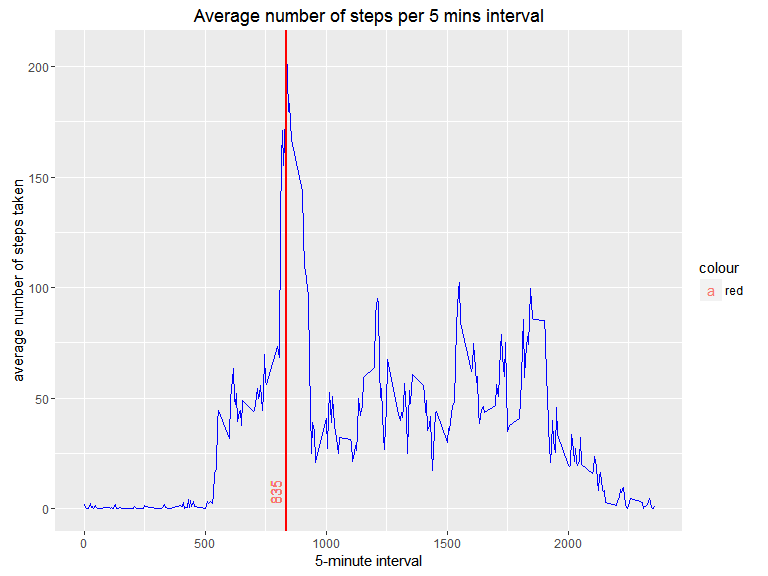 Average number of steps per 5 mins interval
average number of steps taken
200
150
100
50
0
835
0 500 1000 1500 2000
5-minute interval
colour
a red